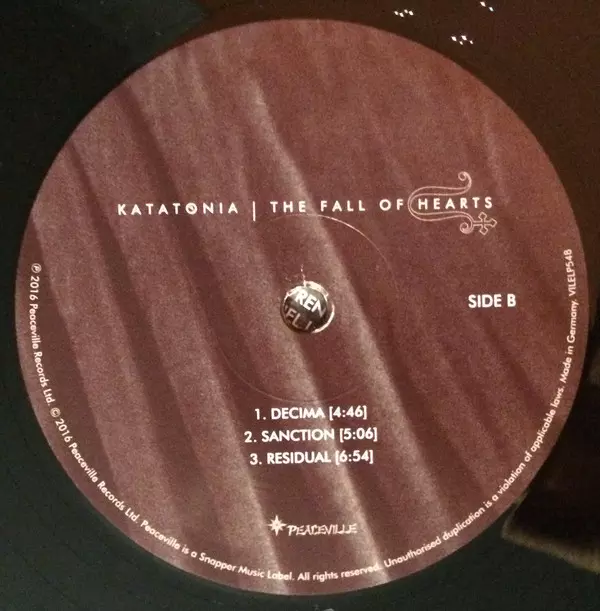 KATATONIA | THE FALL OF HEARTS
SIDE B
1. DECIMA [4:46]
2. SANCTION [5:06]
3. RESIDUAL [6:54]
PEACEVILLE
℗ 2016 Peaceville Records Ltd. © 2016 Peaceville Records Ltd. Peaceville is a Snapper Music Label. All rights reserved. Unauthorised duplication is a violation of applicable laws. Made in Germany. VILELP548